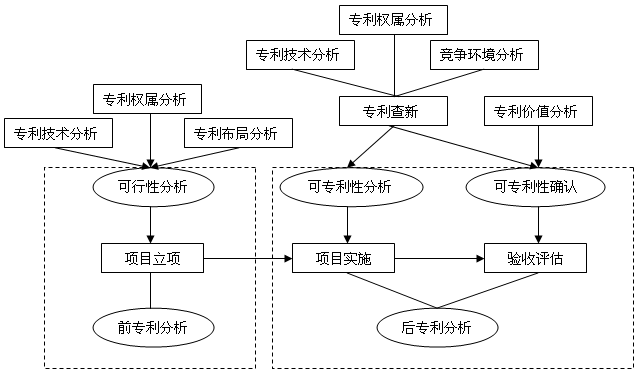 专利权属分析
专利技术分析
竞争环境分析
专利权属分析
专利查新
专利价值分析
专利技术分析
专利布局分析
可行性分析
可专利性分析
可专利性确认
项目立项
项目实施
验收评估
前专利分析
后专利分析